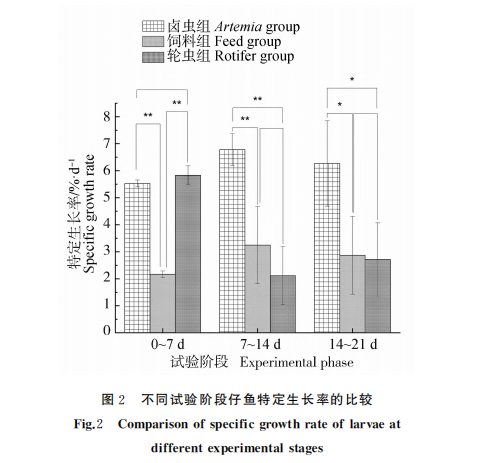 卤虫组 Artemia group
饲料组 Feed group
轮虫组 Rotifer group
特定生长率/%·d⁻¹
Specific growth rate
8
7
6
5
4
3
2
1
0
**
**
**
**
*
*
0~7 d
7~14 d
14~21 d
试验阶段 Experimental phase
图 2 不同试验阶段仔鱼特定生长率的比较
Fig.2 Comparison of specific growth rate of larvae at
different experimental stages